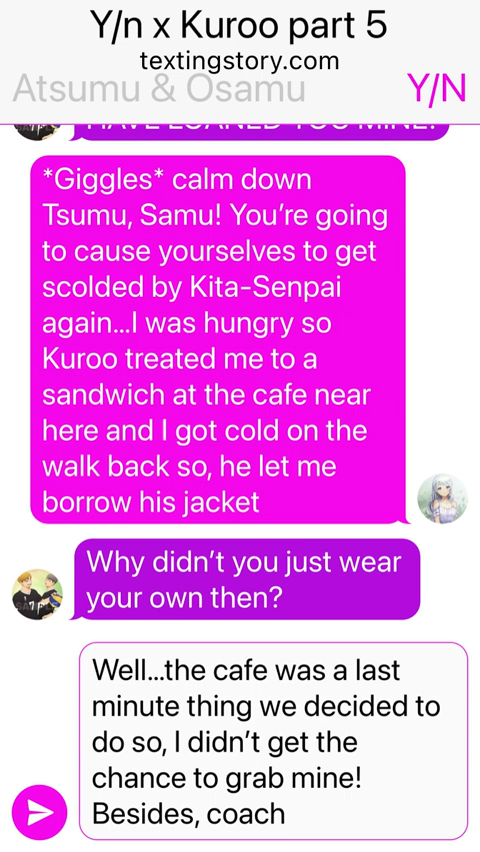 Y/n x Kuroo part 5
textingstory.com
Atsumu & Osamu
Y/N
HAVE LOANED YOU MINE!
*Giggles* calm down
Tsumu, Samu! You’re going
to cause yourselves to get
scolded by Kita-Senpai
again...I was hungry so
Kuroo treated me to a
sandwich at the cafe near
here and I got cold on the
walk back so, he let me
borrow his jacket
Why didn’t you just wear
your own then?
Well...the cafe was a last
minute thing we decided to
do so, I didn’t get the
chance to grab mine!
Besides, coach